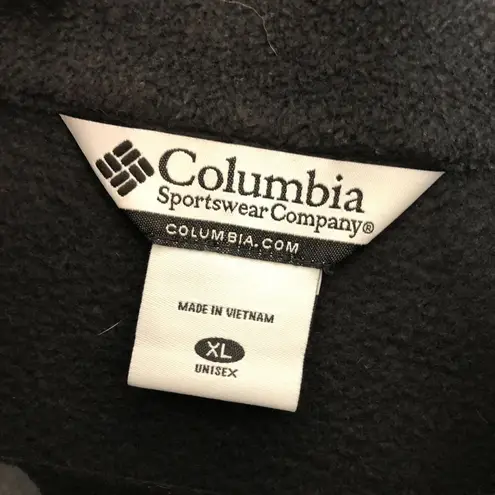 Columbia
Sportswear Company®
COLUMBIA.COM
MADE IN VIETNAM
XL
UNISEX